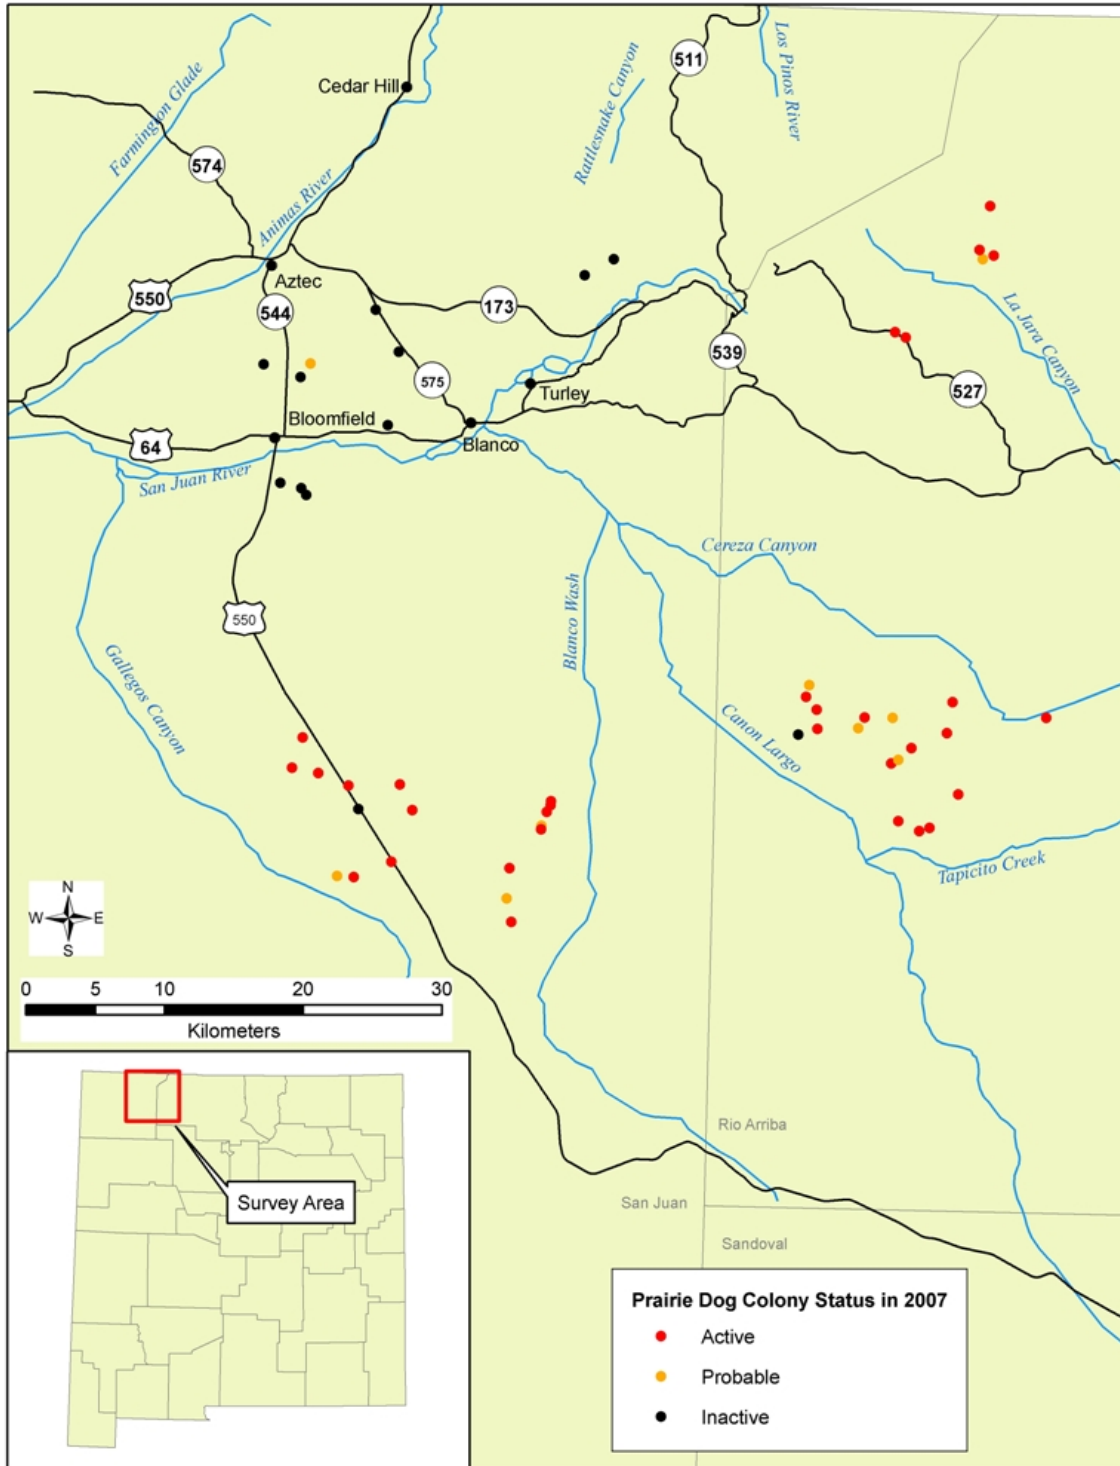 511
Los Pinos River
Cedar Hill
Rattlesnake Canyon
Farmington Glade
574
Animas River
Aztec
550
544
173
La Jara Canyon
539
575
Turley
527
Bloomfield
64
Blanco
San Juan River
Cereza Canyon
550
Blanco Wash
Gallegos Canyon
Canon Largo
Tapicito Creek
N
W E
S
0 5 10 20 30
Kilometers
Rio Arriba
San Juan
Survey Area
Sandoval
Prairie Dog Colony Status in 2007
Active
Probable
Inactive